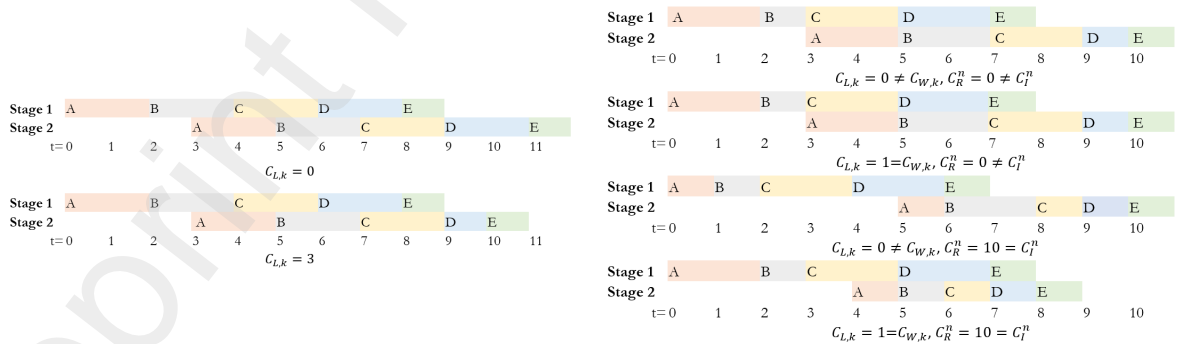 Stage 1 A B C D E
Stage 2 A B C D E
t= 0 1 2 3 4 5 6 7 8 9 10 11
C_{L,k} = 0
Stage 1 A B C D E
Stage 2 A B C D E
t= 0 1 2 3 4 5 6 7 8 9 10 11
C_{L,k} = 3
Stage 1 A B C D E
Stage 2 A B C D E
t= 0 1 2 3 4 5 6 7 8 9 10
C_{L,k} = 0 ≠ C_{W,k}, C_R^n = 0 ≠ C_I^n
Stage 1 A B C D E
Stage 2 A B C D E
t= 0 1 2 3 4 5 6 7 8 9 10
C_{L,k} = 1=C_{W,k}, C_R^n = 0 ≠ C_I^n
Stage 1 A B C D E
Stage 2 A B C D E
t= 0 1 2 3 4 5 6 7 8 9 10
C_{L,k} = 0 ≠ C_{W,k}, C_R^n = 10 = C_I^n
Stage 1 A B C D E
Stage 2 A B C D E
t= 0 1 2 3 4 5 6 7 8 9 10
C_{L,k} = 1=C_{W,k}, C_R^n = 10 = C_I^n